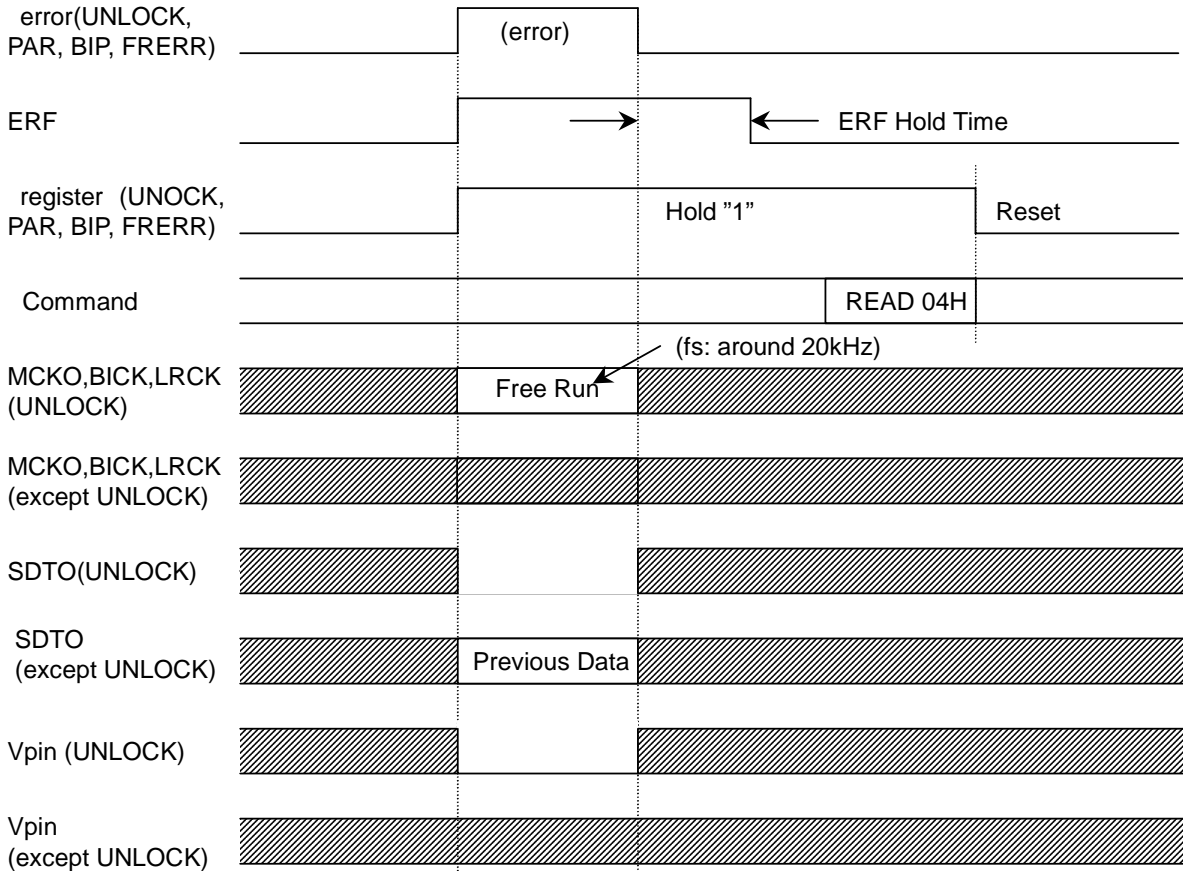 error(UNLOCK,
PAR, BIP, FRERR)
(error)
ERF
ERF Hold Time
register (UNOCK,
PAR, BIP, FRERR)
Hold ”1”
Reset
Command
READ 04H
(fs: around 20kHz)
MCKO,BICK,LRCK
(UNLOCK)
Free Run
MCKO,BICK,LRCK
(except UNLOCK)
SDTO(UNLOCK)
SDTO
(except UNLOCK)
Previous Data
Vpin (UNLOCK)
Vpin
(except UNLOCK)